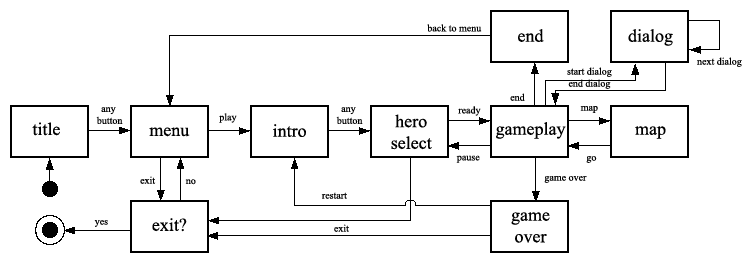 back to menu
end
dialog
next dialog
start dialog
end dialog
end
title
any
button
menu
play
intro
any
button
hero
select
ready
pause
gameplay
map
go
map
exit
no
game over
restart
yes
exit?
exit
game
over